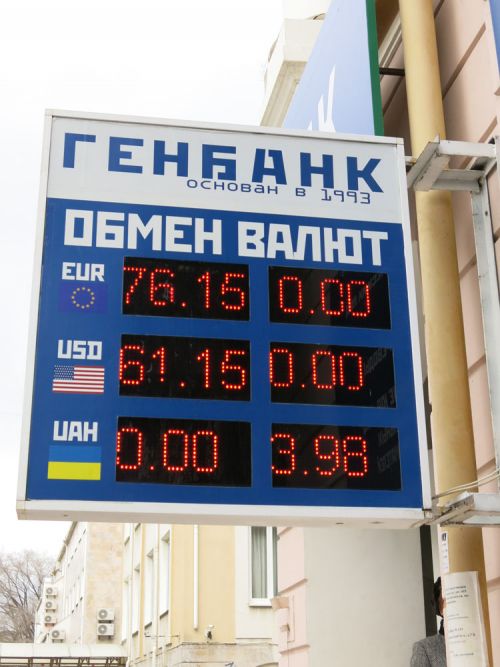 ГЕНБАНК
ОСНОВАН В 1993
ОБМЕН ВАЛЮТ
EUR 76.15 0.00
USD 61.15 0.00
UAH 0.00 3.98